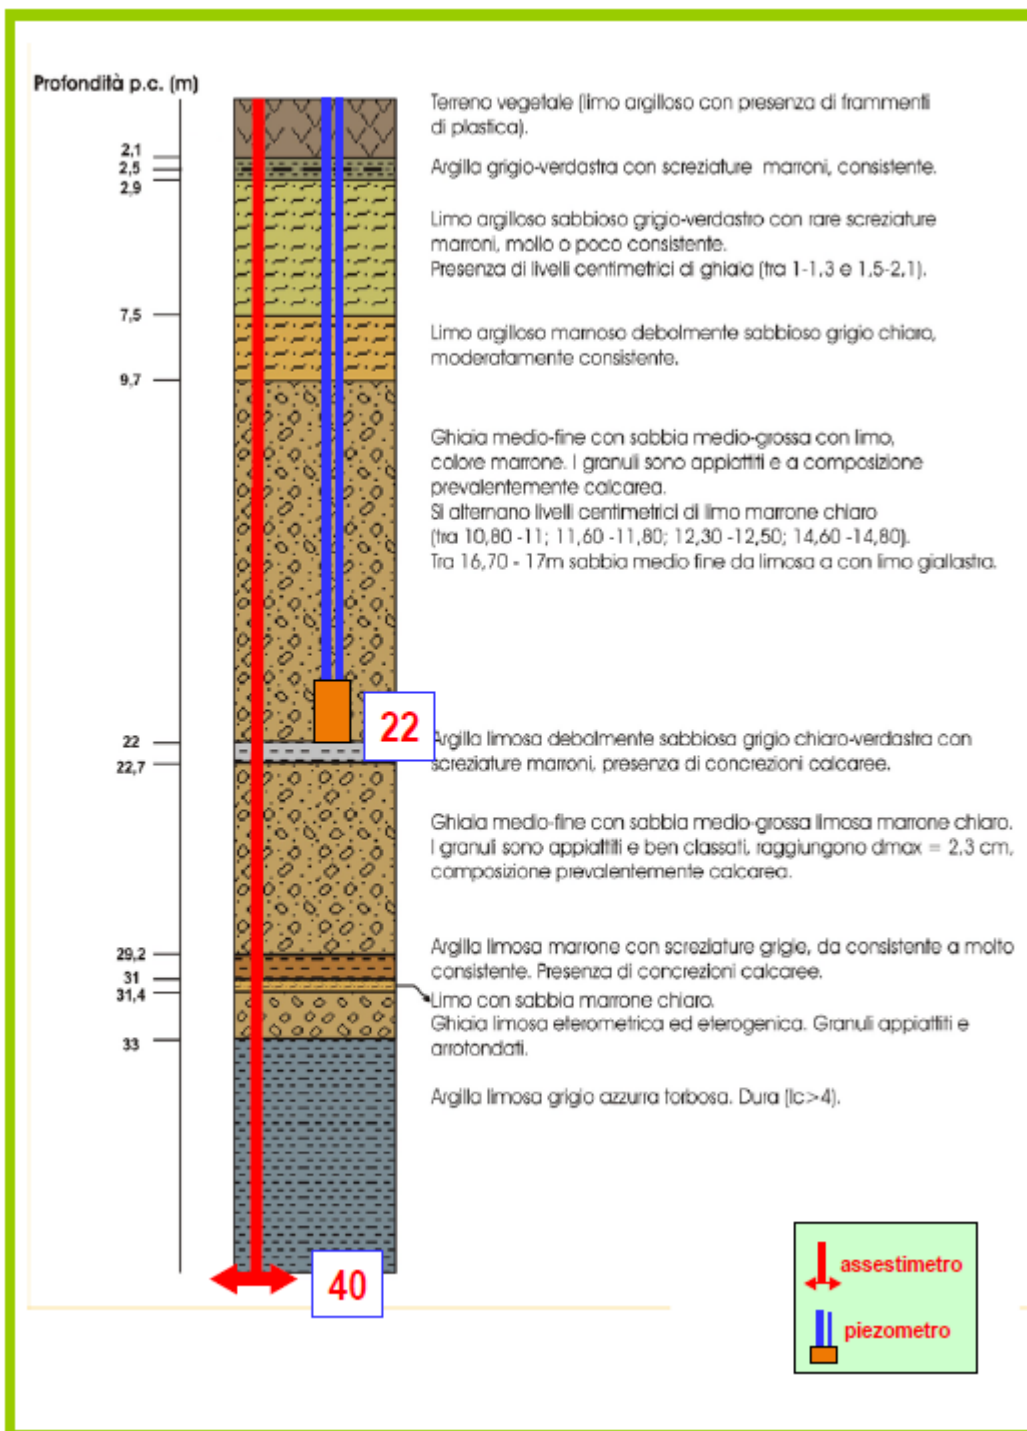 Profondità p.c. (m)
Terreno vegetale (limo argilloso con presenza di frammenti
di plastica).
2,1
2,5
2,9
Argilla grigio-verdastra con screziature marroni, consistente.
Limo argilloso sabbioso grigio-verdastro con rare screziature
marroni, mollo o poco consistente.
Presenza di livelli centimetrici di ghiaia (tra 1-1,3 e 1,5-2,1).
7,5
Limo argilloso marnoso debolmente sabbioso grigio chiaro,
moderatamente consistente.
9,7
Ghiaia medio-fine con sabbia medio-grossa con limo,
colore marrone. I granuli sono appiattiti e a composizione
prevalentemente calcarea.
Si alternano livelli centimetrici di limo marrone chiaro
(tra 10,80 -11; 11,60 -11,80; 12,30 -12,50; 14,60 -14,80).
Tra 16,70 - 17m sabbia medio fine da limosa a con limo giallastra.
22
22
22,7
Argilla limosa debolmente sabbiosa grigio chiaro-verdastra con
screziature marroni, presenza di concrezioni calcaree.
Ghiaia medio-fine con sabbia medio-grossa limosa marrone chiaro.
I granuli sono appiattiti e ben classati, raggiungono dmax = 2,3 cm,
composizione prevalentemente calcarea.
29,2
31
31,4
33
Argilla limosa marrone con screziature grigie, da consistente a molto
consistente. Presenza di concrezioni calcaree.
Limo con sabbia marrone chiaro.
Ghiaia limosa eterometrica ed eterogenica. Granuli appiattiti e
arrotondati.
Argilla limosa grigio azzurra torbosa. Dura (Ic>4).
40
assestimetro
piezometro